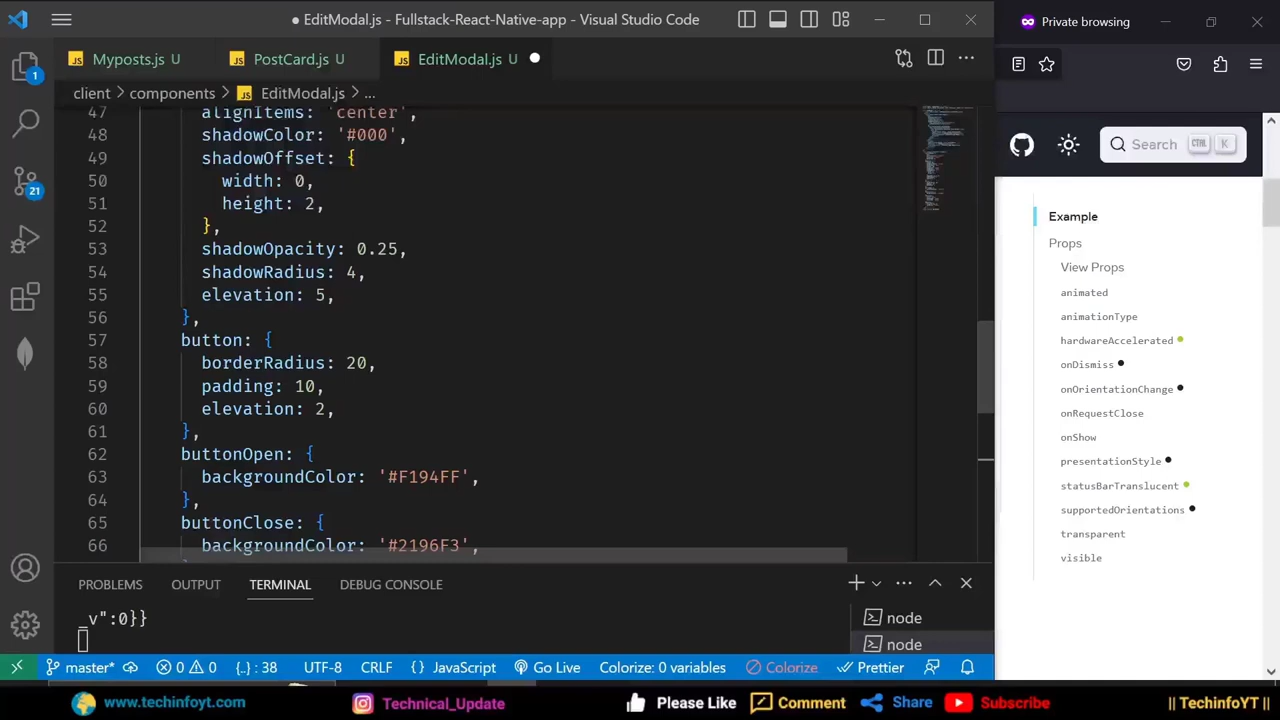 EditModal.js - Fullstack-React-Native-app - Visual Studio Code
Private browsing
JS Myposts.js U
JS PostCard.js U
JS EditModal.js U
client > components > JS EditModal.js > ...
1
21
47 alignItems: 'center',
48 shadowColor: '#000',
49 shadowOffset: {
50 width: 0,
51 height: 2,
52 },
53 shadowOpacity: 0.25,
54 shadowRadius: 4,
55 elevation: 5,
56 },
57 button: {
58 borderRadius: 20,
59 padding: 10,
60 elevation: 2,
61 },
62 buttonOpen: {
63 backgroundColor: '#F194FF',
64 },
65 buttonClose: {
66 backgroundColor: '#2196F3',
Search CTRL K
Example
Props
View Props
animated
animationType
hardwareAccelerated
onDismiss
onOrientationChange
onRequestClose
onShow
presentationStyle
statusBarTranslucent
supportedOrientations
transparent
visible
PROBLEMS OUTPUT TERMINAL DEBUG CONSOLE
_v":0}}
node
node
master* 0 0 {..} : 38 UTF-8 CRLF {} JavaScript Go Live Colorize: 0 variables Colorize Prettier
www.techinfoyt.com Technical_Update Please Like Comment Share Subscribe || TechinfoYT ||